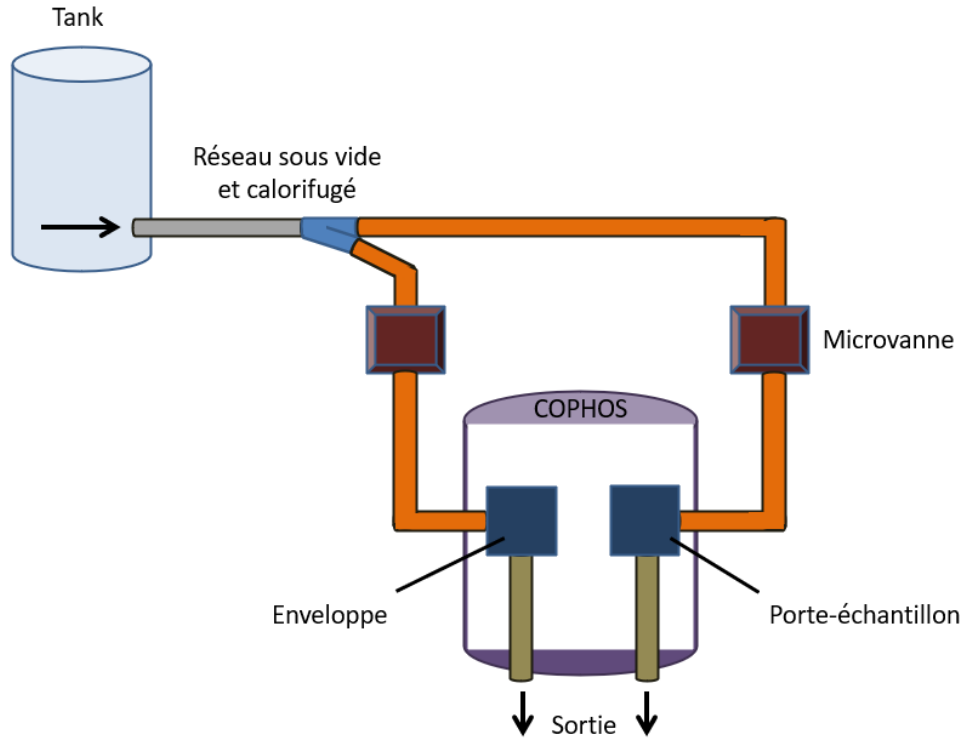 Tank
Réseau sous vide
et calorifugé
Microvanne
COPHOS
Enveloppe
Porte-échantillon
Sortie